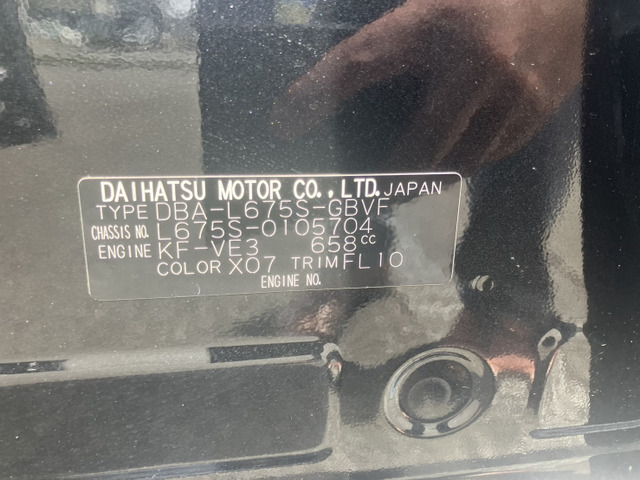 DAIHATSU MOTOR CO., LTD. JAPAN
TYPE DBA-L675S-GBVF
CHASSIS NO. L675S-0105704
ENGINE KF-VE3 658cc
COLOR X07 TRIM FL10
ENGINE NO.